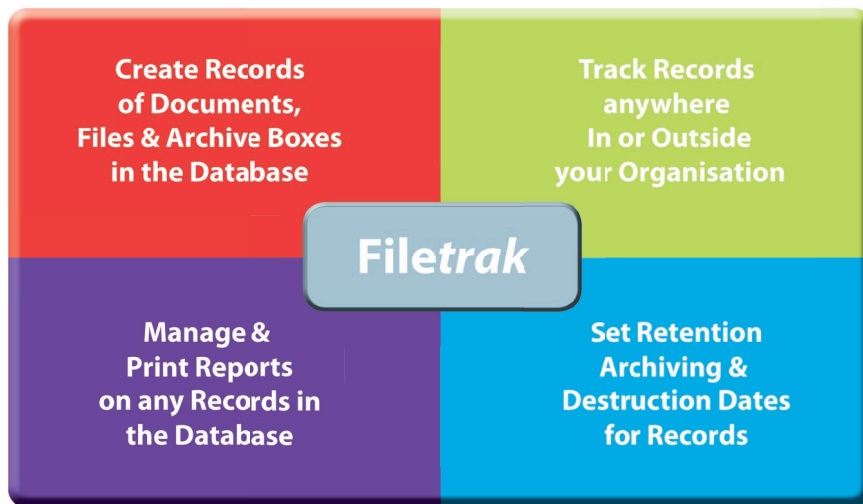 Create Records
of Documents,
Files & Archive Boxes
in the Database
Track Records
anywhere
In or Outside
your Organisation
Filetrak
Manage &
Print Reports
on any Records in
the Database
Set Retention
Archiving &
Destruction Dates
for Records